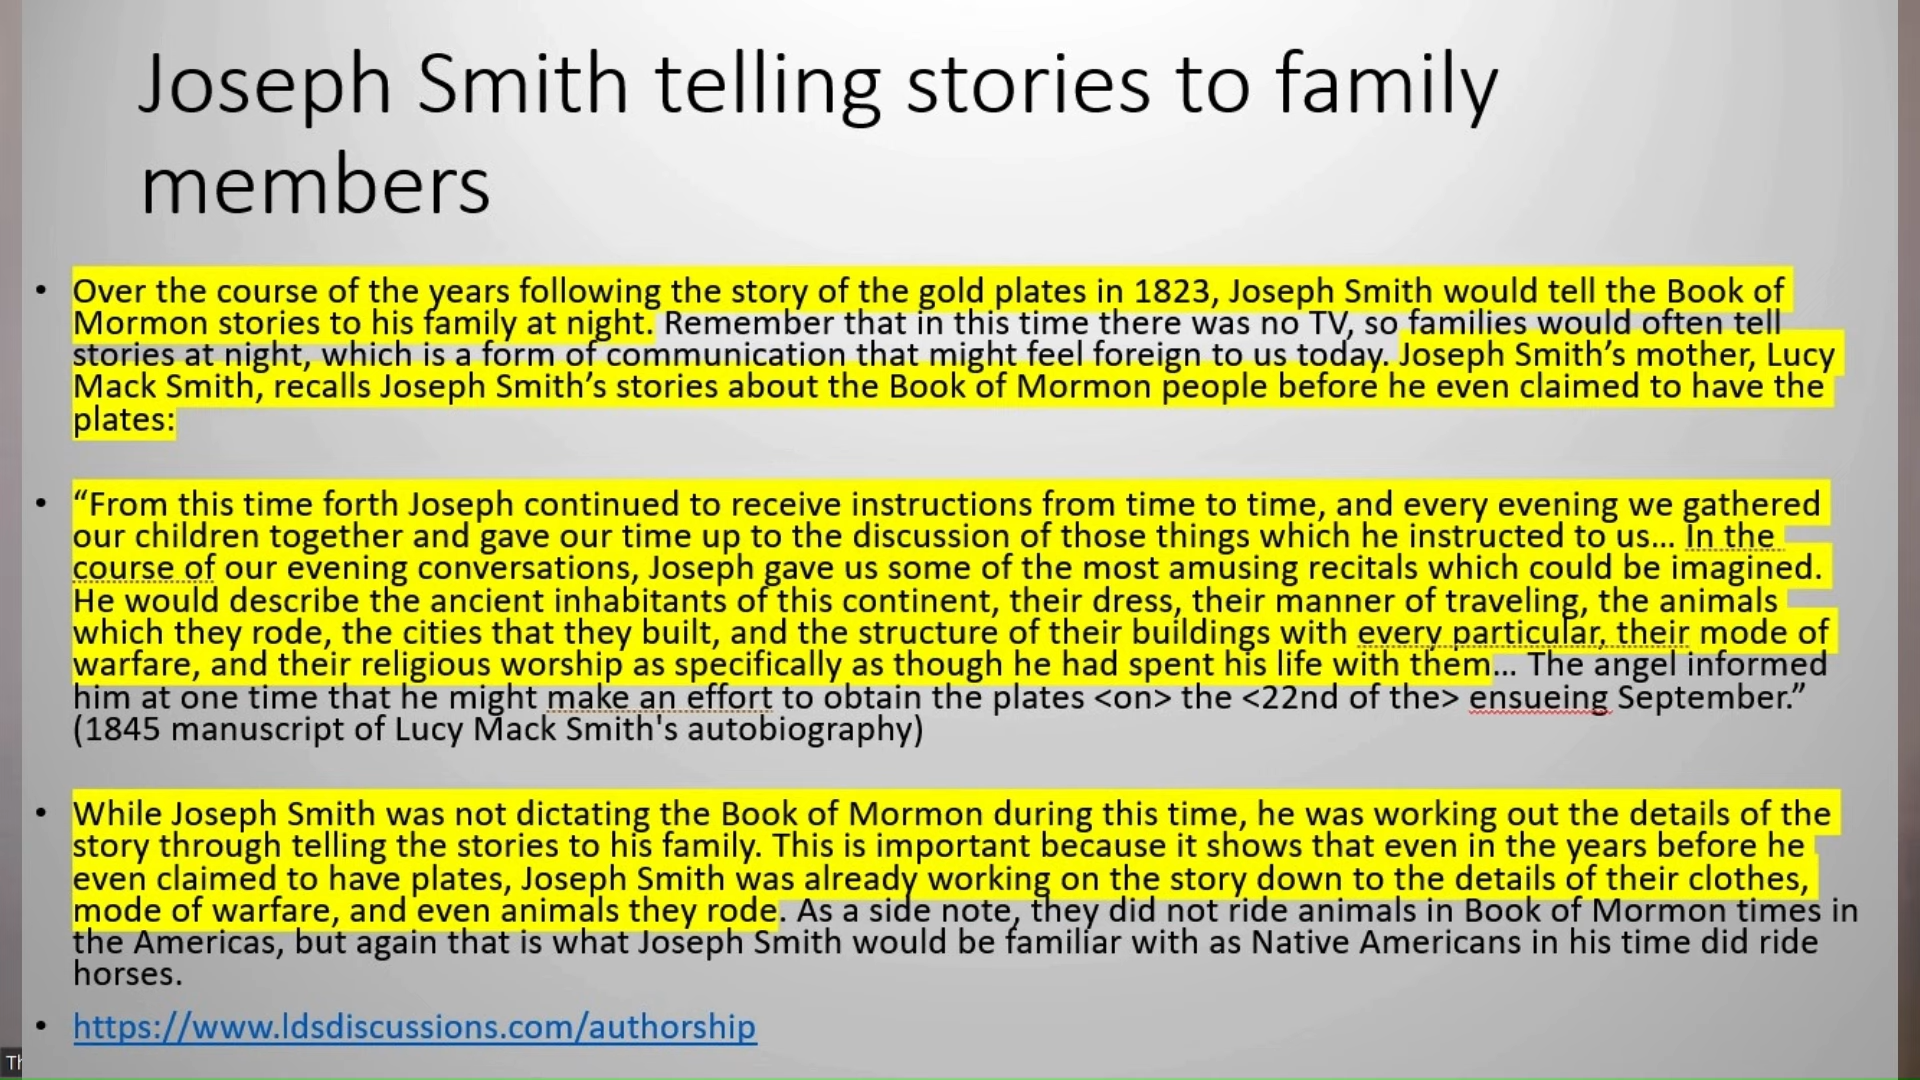 Joseph Smith telling stories to family
members
• Over the course of the years following the story of the gold plates in 1823, Joseph Smith would tell the Book of
Mormon stories to his family at night. Remember that in this time there was no TV, so families would often tell
stories at night, which is a form of communication that might feel foreign to us today. Joseph Smith’s mother, Lucy
Mack Smith, recalls Joseph Smith’s stories about the Book of Mormon people before he even claimed to have the
plates:
• “From this time forth Joseph continued to receive instructions from time to time, and every evening we gathered
our children together and gave our time up to the discussion of those things which he instructed to us… In the
course of our evening conversations, Joseph gave us some of the most amusing recitals which could be imagined.
He would describe the ancient inhabitants of this continent, their dress, their manner of traveling, the animals
which they rode, the cities that they built, and the structure of their buildings with every particular, their mode of
warfare, and their religious worship as specifically as though he had spent his life with them… The angel informed
him at one time that he might make an effort to obtain the plates <on> the <22nd of the> ensueing September.”
(1845 manuscript of Lucy Mack Smith's autobiography)
• While Joseph Smith was not dictating the Book of Mormon during this time, he was working out the details of the
story through telling the stories to his family. This is important because it shows that even in the years before he
even claimed to have plates, Joseph Smith was already working on the story down to the details of their clothes,
mode of warfare, and even animals they rode. As a side note, they did not ride animals in Book of Mormon times in
the Americas, but again that is what Joseph Smith would be familiar with as Native Americans in his time did ride
horses.
• https://www.ldsdiscussions.com/authorship